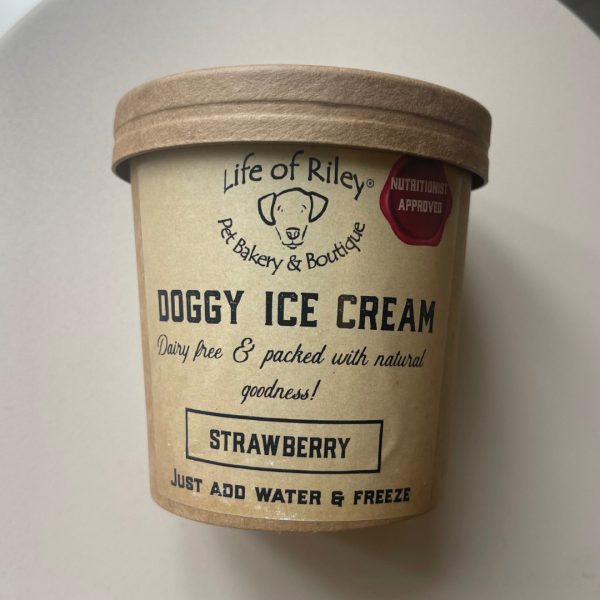 Life of Riley®
Pet Bakery & Boutique
NUTRITIONIST
APPROVED
DOGGY ICE CREAM
Dairy free & packed with natural
goodness!
STRAWBERRY
JUST ADD WATER & FREEZE